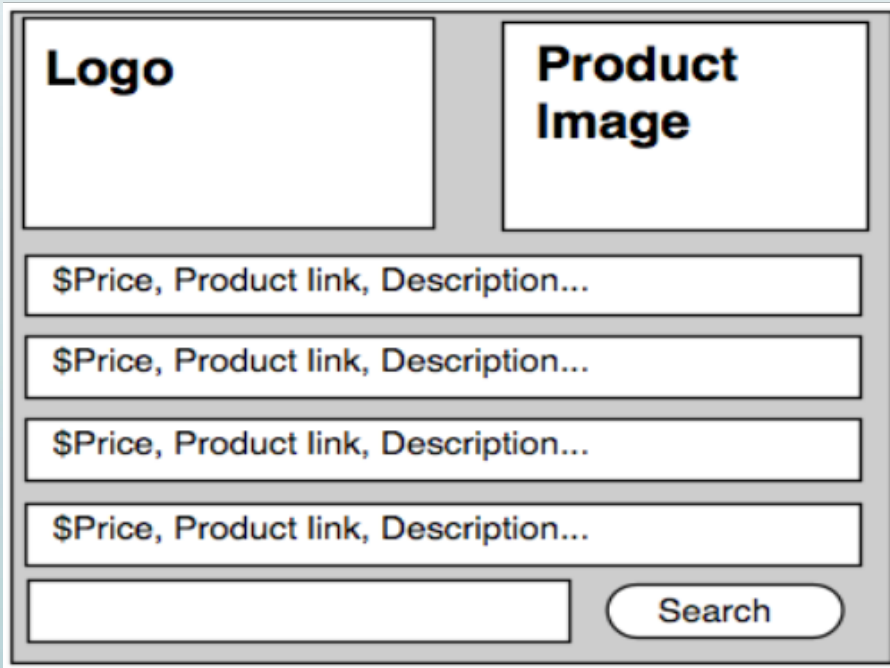 Logo
Product
Image
$Price, Product link, Description...
$Price, Product link, Description...
$Price, Product link, Description...
$Price, Product link, Description...
Search